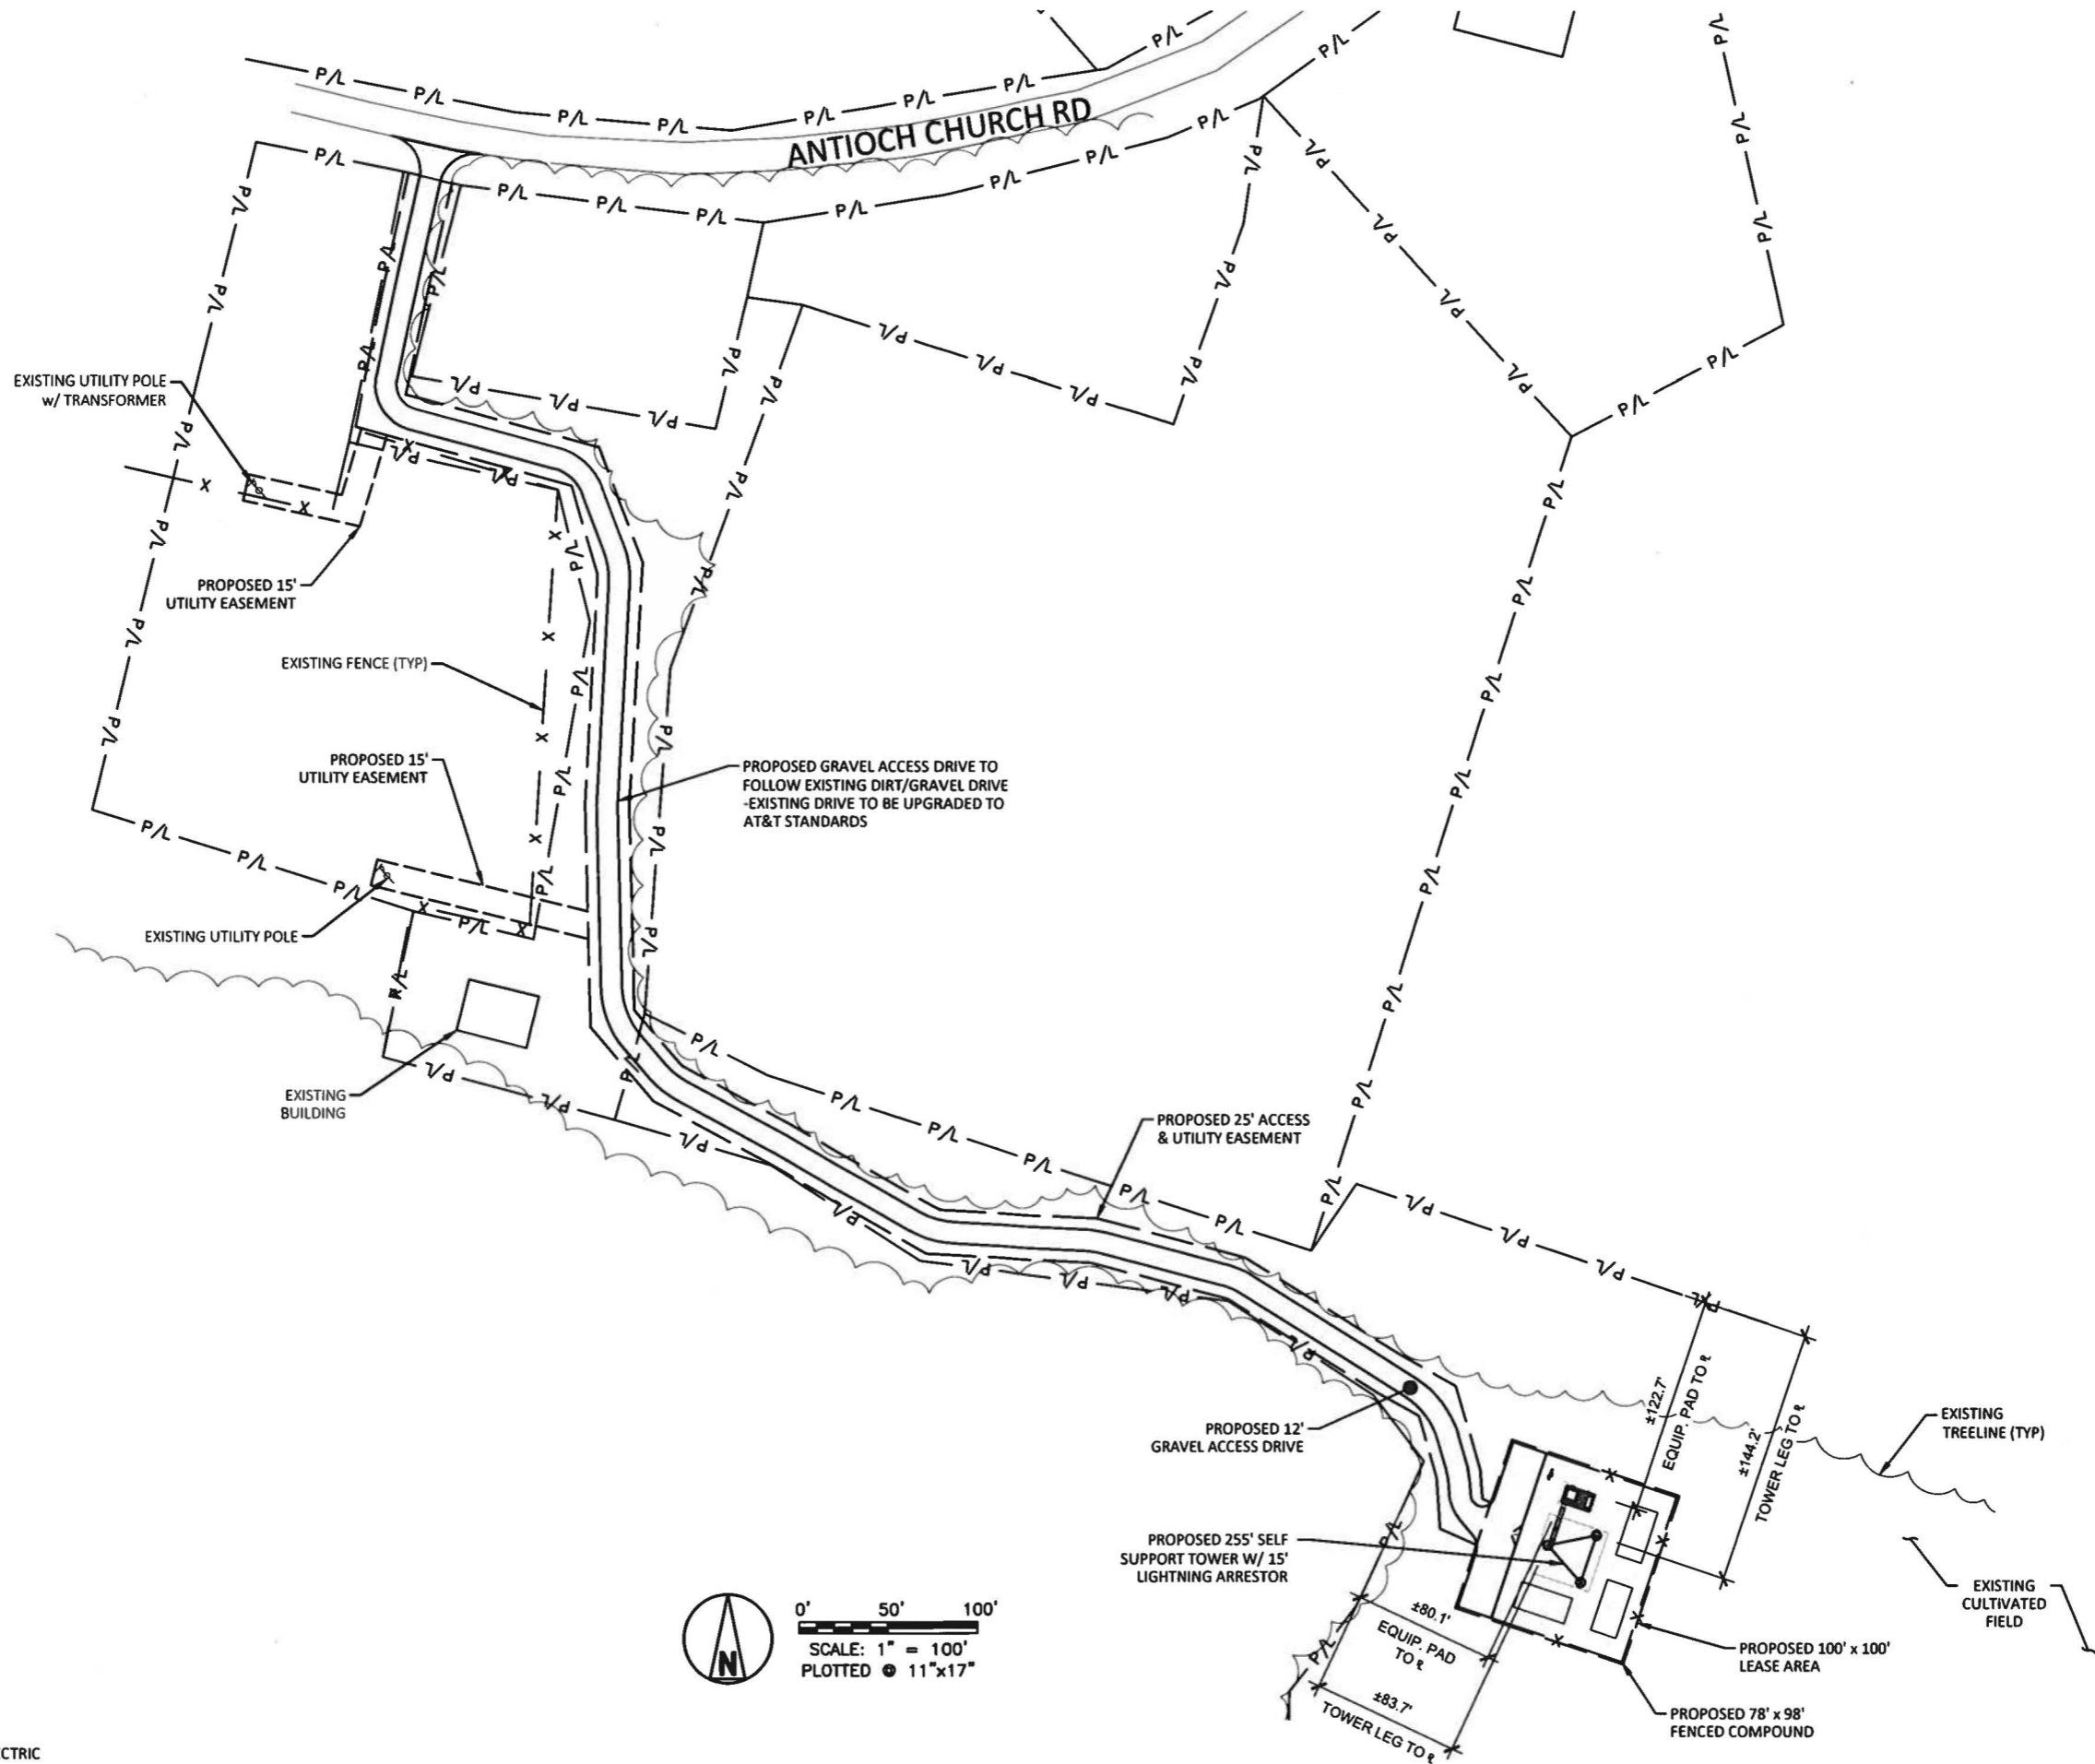 P/L P/L P/L P/L P/L P/L P/L P/L P/L P/L
ANTIOCH CHURCH RD
P/L P/L P/L P/L P/L P/L P/L P/L
P/L P/L P/L P/L P/L P/L P/L
EXISTING UTILITY POLE
w/ TRANSFORMER
X X X
PROPOSED 15'
UTILITY EASEMENT
EXISTING FENCE (TYP)
X X X X
PROPOSED 15'
UTILITY EASEMENT
PROPOSED GRAVEL ACCESS DRIVE TO
FOLLOW EXISTING DIRT/GRAVEL DRIVE
-EXISTING DRIVE TO BE UPGRADED TO
AT&T STANDARDS
P/L P/L P/L
EXISTING UTILITY POLE
EXISTING
BUILDING
P/L P/L P/L
PROPOSED 25' ACCESS
& UTILITY EASEMENT
P/L P/L P/L P/L P/L P/L
P/L P/L P/L
PROPOSED 12'
GRAVEL ACCESS DRIVE
±122.7'
EQUIP. PAD TO ℄
±144.2'
TOWER LEG TO ℄
EXISTING
TREELINE (TYP)
PROPOSED 255' SELF
SUPPORT TOWER W/ 15'
LIGHTNING ARRESTOR
EXISTING
CULTIVATED
FIELD
±80.1'
EQUIP. PAD
TO ℄
±83.7'
TOWER LEG TO ℄
PROPOSED 100' x 100'
LEASE AREA
PROPOSED 78' x 98'
FENCED COMPOUND
N
0' 50' 100'
SCALE: 1" = 100'
PLOTTED @ 11"x17"
CTRIC